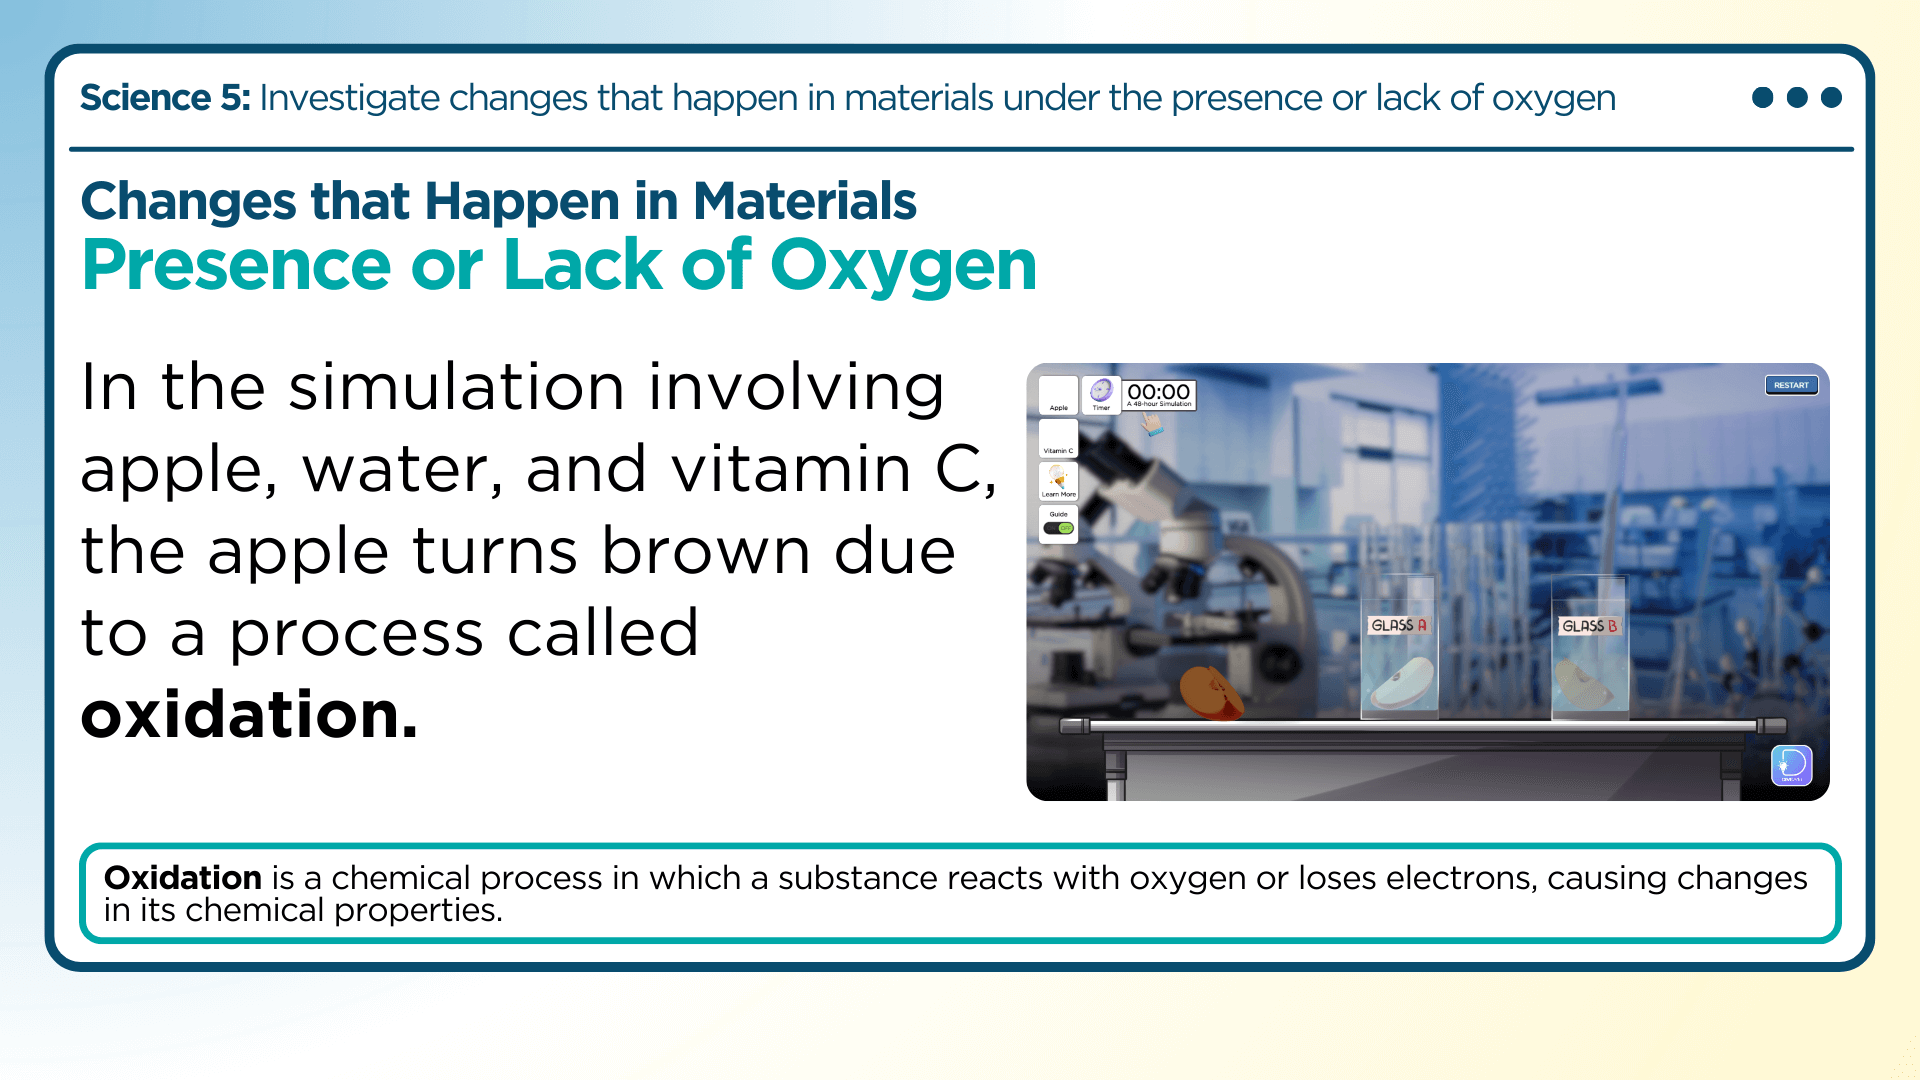 Science 5: Investigate changes that happen in materials under the presence or lack of oxygen
Changes that Happen in Materials
Presence or Lack of Oxygen
In the simulation involving
apple, water, and vitamin C,
the apple turns brown due
to a process called
oxidation.
Apple
Timer
00:00
A 48-hour Simulation
RESTART
Vitamin C
Learn More
Guide
OFF
GLASS A
GLASS B
Oxidation is a chemical process in which a substance reacts with oxygen or loses electrons, causing changes
in its chemical properties.